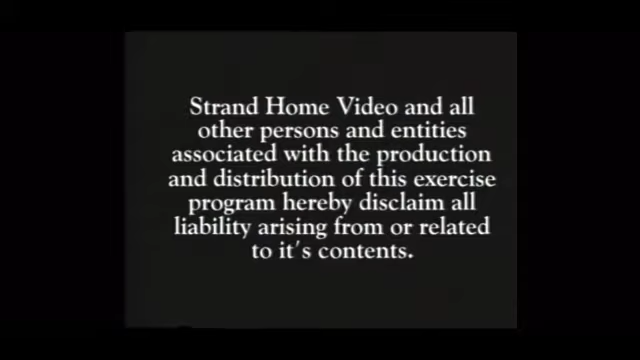 Strand Home Video and all
other persons and entities
associated with the production
and distribution of this exercise
program hereby disclaim all
liability arising from or related
to it's contents.